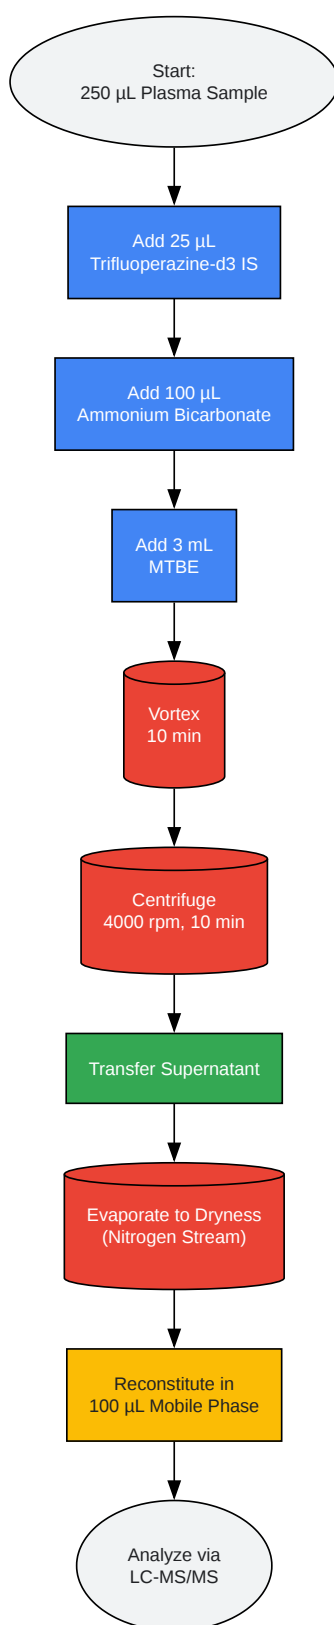 Start:
250 µL Plasma Sample
Add 25 µL
Trifluoperazine-d3 IS
Add 100 µL
Ammonium Bicarbonate
Add 3 mL
MTBE
Vortex
10 min
Centrifuge
4000 rpm, 10 min
Transfer Supernatant
Evaporate to Dryness
(Nitrogen Stream)
Reconstitute in
100 µL Mobile Phase
Analyze via
LC-MS/MS